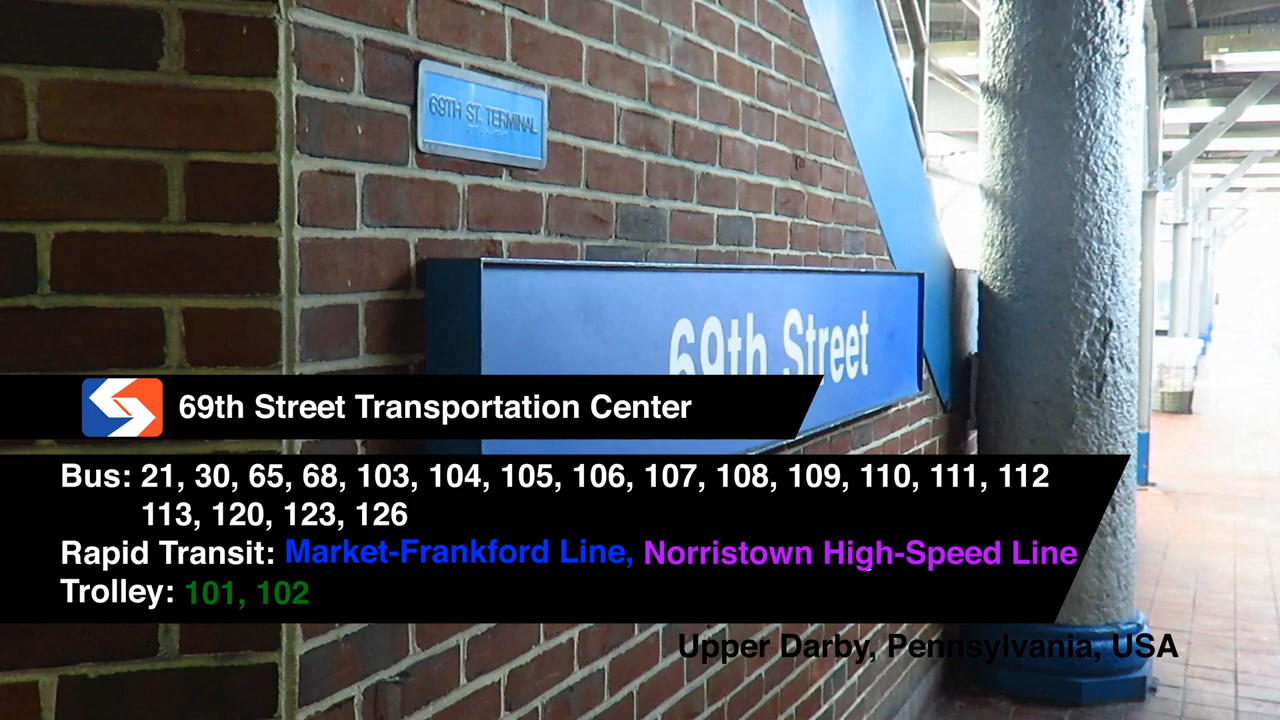 69TH ST. TERMINAL
69th Street
69th Street Transportation Center
Bus: 21, 30, 65, 68, 103, 104, 105, 106, 107, 108, 109, 110, 111, 112
113, 120, 123, 126
Rapid Transit: Market-Frankford Line, Norristown High-Speed Line
Trolley: 101, 102
Upper Darby, Pennsylvania, USA